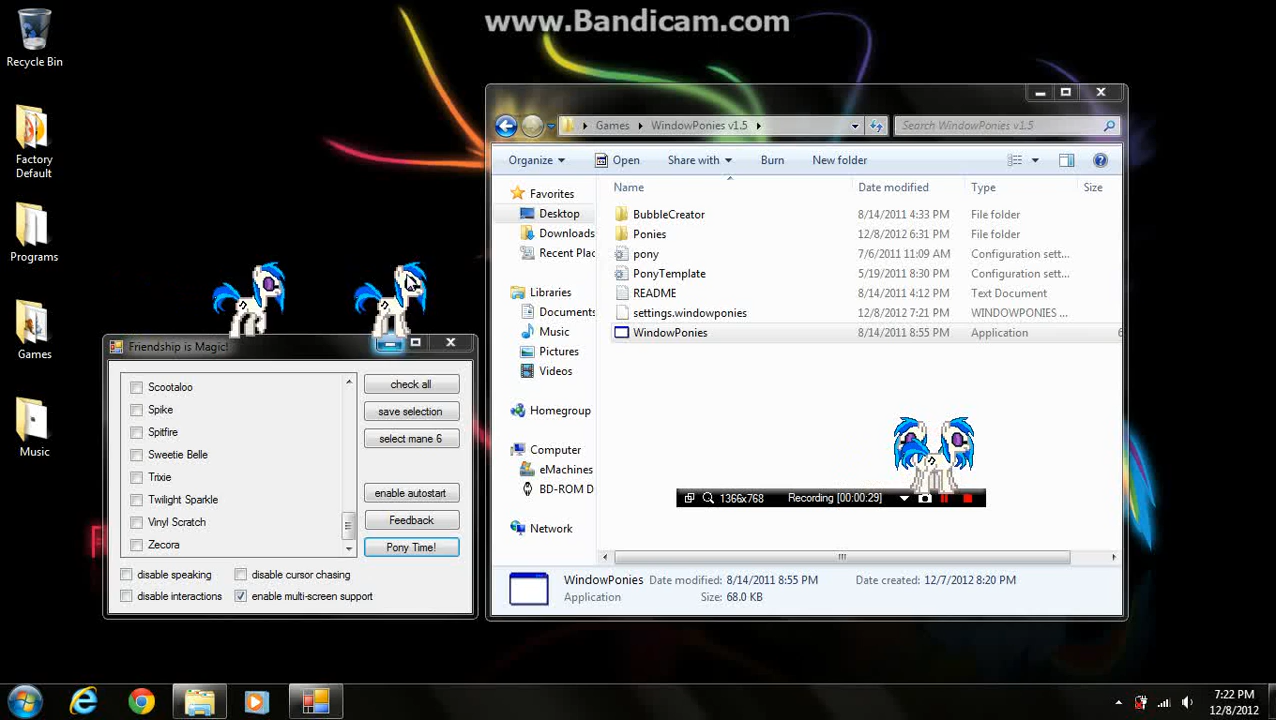 www.Bandicam.com
Recycle Bin
Factory
Default
Programs
Games
Music
Games
WindowPonies v1.5
Search WindowPonies v1.5
Organize
Open
Share with
Burn
New folder
Favorites
Desktop
Downloads
Recent Plac
Libraries
Documents
Music
Pictures
Videos
Homegroup
Computer
eMachines
BD-ROM D
Network
Name Date modified Type Size
BubbleCreator 8/14/2011 4:33 PM File folder
Ponies 12/8/2012 6:31 PM File folder
pony 7/6/2011 11:09 AM Configuration sett...
PonyTemplate 5/19/2011 8:30 PM Configuration sett...
README 8/14/2011 4:12 PM Text Document
settings.windowponies 12/8/2012 7:21 PM WINDOWPONIES ...
WindowPonies 8/14/2011 8:55 PM Application 6
1366x768 Recording [00:00:29]
WindowPonies Date modified: 8/14/2011 8:55 PM Date created: 12/7/2012 8:20 PM
Application Size: 68.0 KB
Friendship is Magic!
Scootaloo
Spike
Spitfire
Sweetie Belle
Trixie
Twilight Sparkle
Vinyl Scratch
Zecora
check all
save selection
select mane 6
enable autostart
Feedback
Pony Time!
disable speaking
disable cursor chasing
disable interactions
enable multi-screen support
7:22 PM
12/8/2012